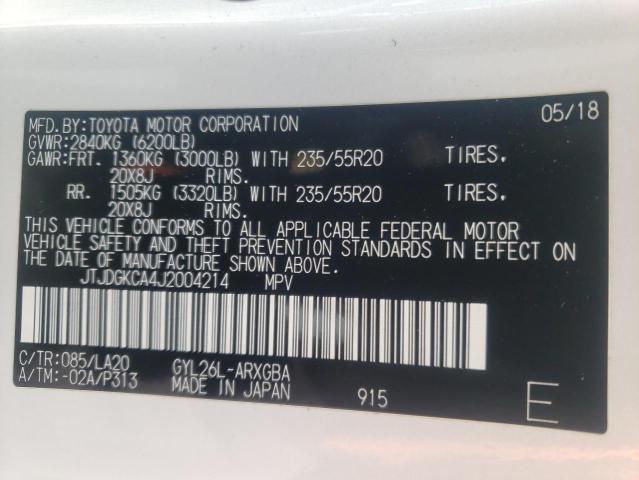 MFD.BY:TOYOTA MOTOR CORPORATION 05/18
GVWR:2840KG (6200LB)
GAWR:FRT. 1360KG (3000LB) WITH 235/55R20 TIRES.
20X8J RIMS.
RR. 1505KG (3320LB) WITH 235/55R20 TIRES.
20X8J RIMS.
THIS VEHICLE CONFORMS TO ALL APPLICABLE FEDERAL MOTOR
VEHICLE SAFETY AND THEFT PREVENTION STANDARDS IN EFFECT ON
THE DATE OF MANUFACTURE SHOWN ABOVE.
JTJDGKCA4J2004214 MPV
C/TR:085/LA20 GYL26L-ARXGBA
A/TM:-02A/P313 MADE IN JAPAN 915 E